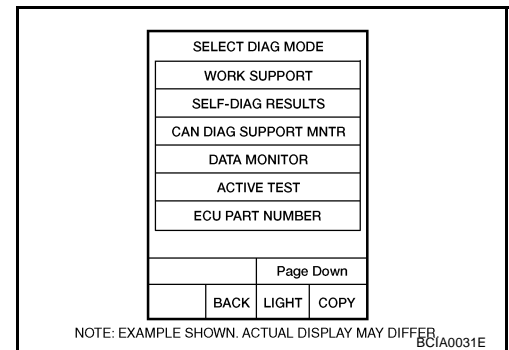 SELECT DIAG MODE
WORK SUPPORT
SELF-DIAG RESULTS
CAN DIAG SUPPORT MNTR
DATA MONITOR
ACTIVE TEST
ECU PART NUMBER
Page Down
BACK LIGHT COPY
NOTE: EXAMPLE SHOWN. ACTUAL DISPLAY MAY DIFFER.
BCIA0031E